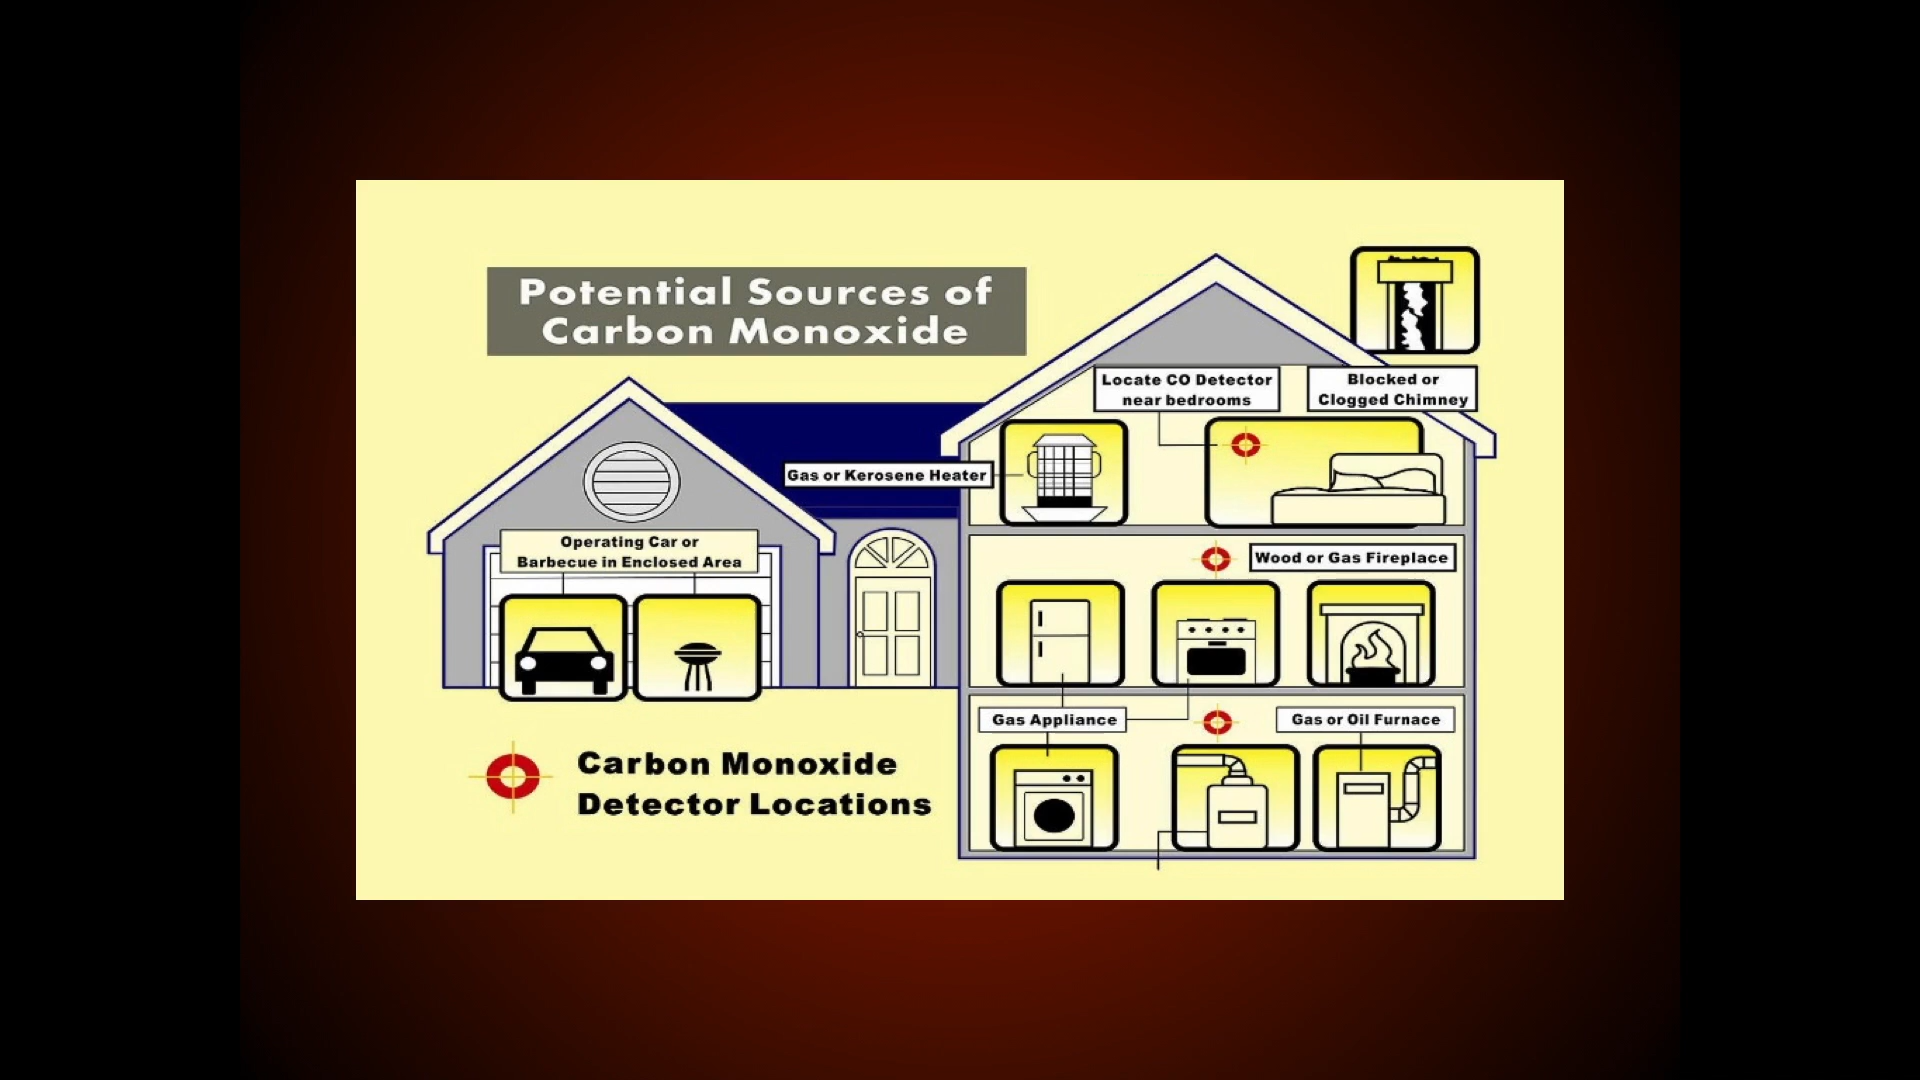 Potential Sources of
Carbon Monoxide
Locate CO Detector
near bedrooms
Blocked or
Clogged Chimney
Gas or Kerosene Heater
Operating Car or
Barbecue in Enclosed Area
Wood or Gas Fireplace
Gas Appliance
Gas or Oil Furnace
Carbon Monoxide
Detector Locations